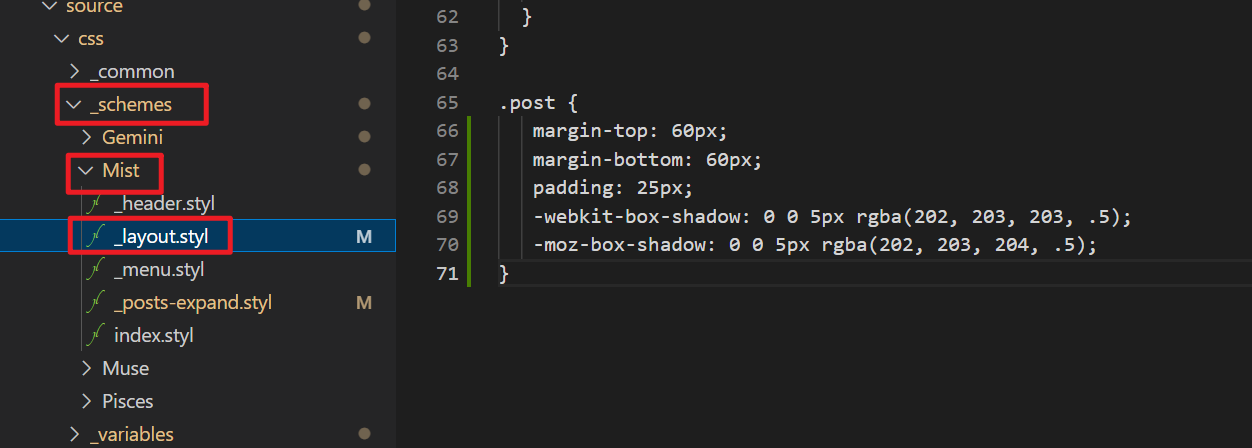 source
css
_common
_schemes
Gemini
Mist
_header.styl
_layout.styl M
_menu.styl
_posts-expand.styl M
index.styl
Muse
Pisces
_variables
62 }
63 }
64
65 .post {
66 margin-top: 60px;
67 margin-bottom: 60px;
68 padding: 25px;
69 -webkit-box-shadow: 0 0 5px rgba(202, 203, 203, .5);
70 -moz-box-shadow: 0 0 5px rgba(202, 203, 204, .5);
71 }